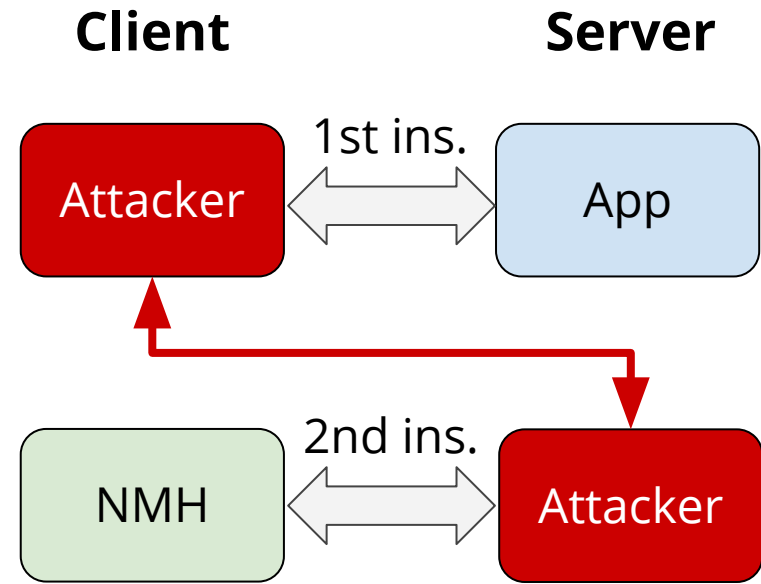 Client Server
1st ins.
Attacker App
2nd ins.
NMH Attacker